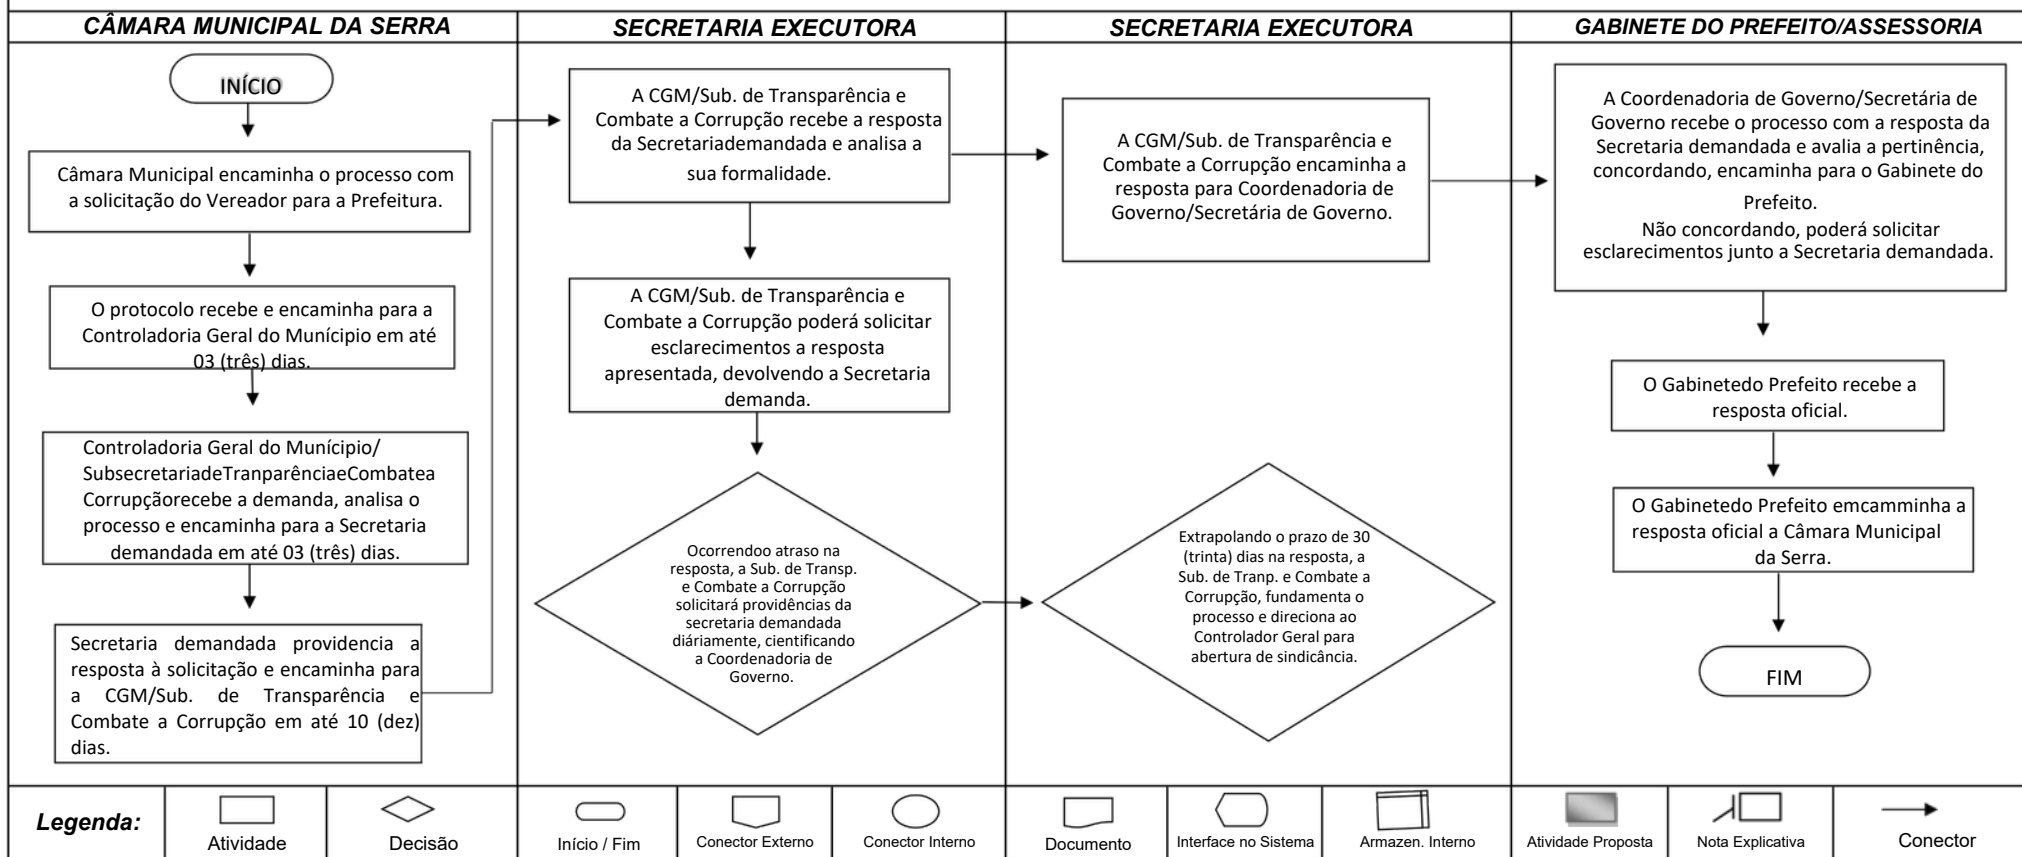 CÂMARA MUNICIPAL DA SERRA
SECRETARIA EXECUTORA
SECRETARIA EXECUTORA
GABINETE DO PREFEITO/ASSESSORIA
INÍCIO
Câmara Municipal encaminha o processo com
a solicitação do Vereador para a Prefeitura.
O protocolo recebe e encaminha para a
Controladoria Geral do Munícipio em até
03 (três) dias.
Controladoria Geral do Munícipio/
SubsecretariadeTranparênciaeCombatea
Corrupçãorecebe a demanda, analisa o
processo e encaminha para a Secretaria
demandada em até 03 (três) dias.
Secretaria demandada providencia a
resposta à solicitação e encaminha para
a CGM/Sub. de Transparência e
Combate a Corrupção em até 10 (dez)
dias.
A CGM/Sub. de Transparência e
Combate a Corrupção recebe a resposta
da Secretariademandada e analisa a
sua formalidade.
A CGM/Sub. de Transparência e
Combate a Corrupção poderá solicitar
esclarecimentos a resposta
apresentada, devolvendo a Secretaria
demanda.
Ocorrendoo atraso na
resposta, a Sub. de Transp.
e Combate a Corrupção
solicitará providências da
secretaria demandada
diáriamente, cientificando
a Coordenadoria de
Governo.
A CGM/Sub. de Transparência e
Combate a Corrupção encaminha a
resposta para Coordenadoria de
Governo/Secretária de Governo.
Extrapolando o prazo de 30
(trinta) dias na resposta, a
Sub. de Tranp. e Combate a
Corrupção, fundamenta o
processo e direciona ao
Controlador Geral para
abertura de sindicância.
A Coordenadoria de Governo/Secretária de
Governo recebe o processo com a resposta da
Secretaria demandada e avalia a pertinência,
concordando, encaminha para o Gabinete do
Prefeito.
Não concordando, poderá solicitar
esclarecimentos junto a Secretaria demandada.
O Gabinetedo Prefeito recebe a
resposta oficial.
O Gabinetedo Prefeito emcamminha a
resposta oficial a Câmara Municipal
da Serra.
FIM
Legenda:
Atividade
Decisão
Início / Fim
Conector Externo
Conector Interno
Documento
Interface no Sistema
Armazen. Interno
Atividade Proposta
Nota Explicativa
Conector